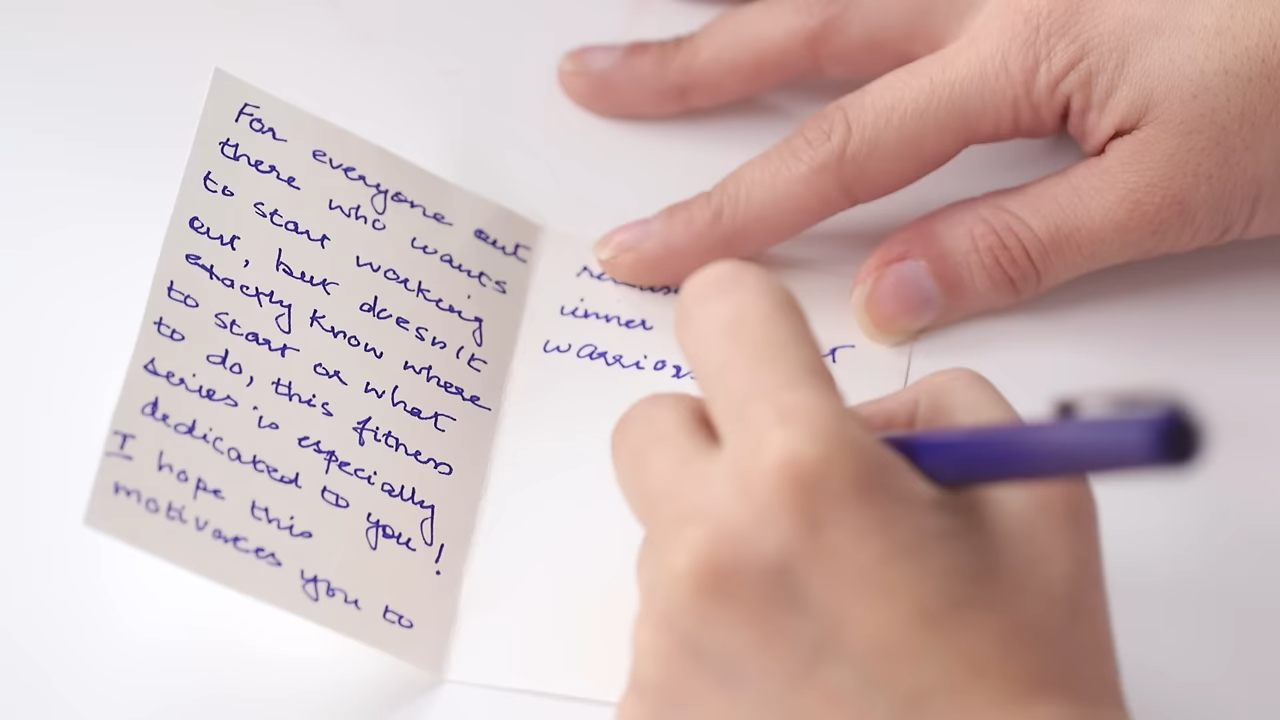 For everyone out
there who wants
to start working
out, but doesn't
exactly know where
to start or what
to do, this fitness
series is especially
dedicated to you!
I hope this
motivates you to
inner
warrior